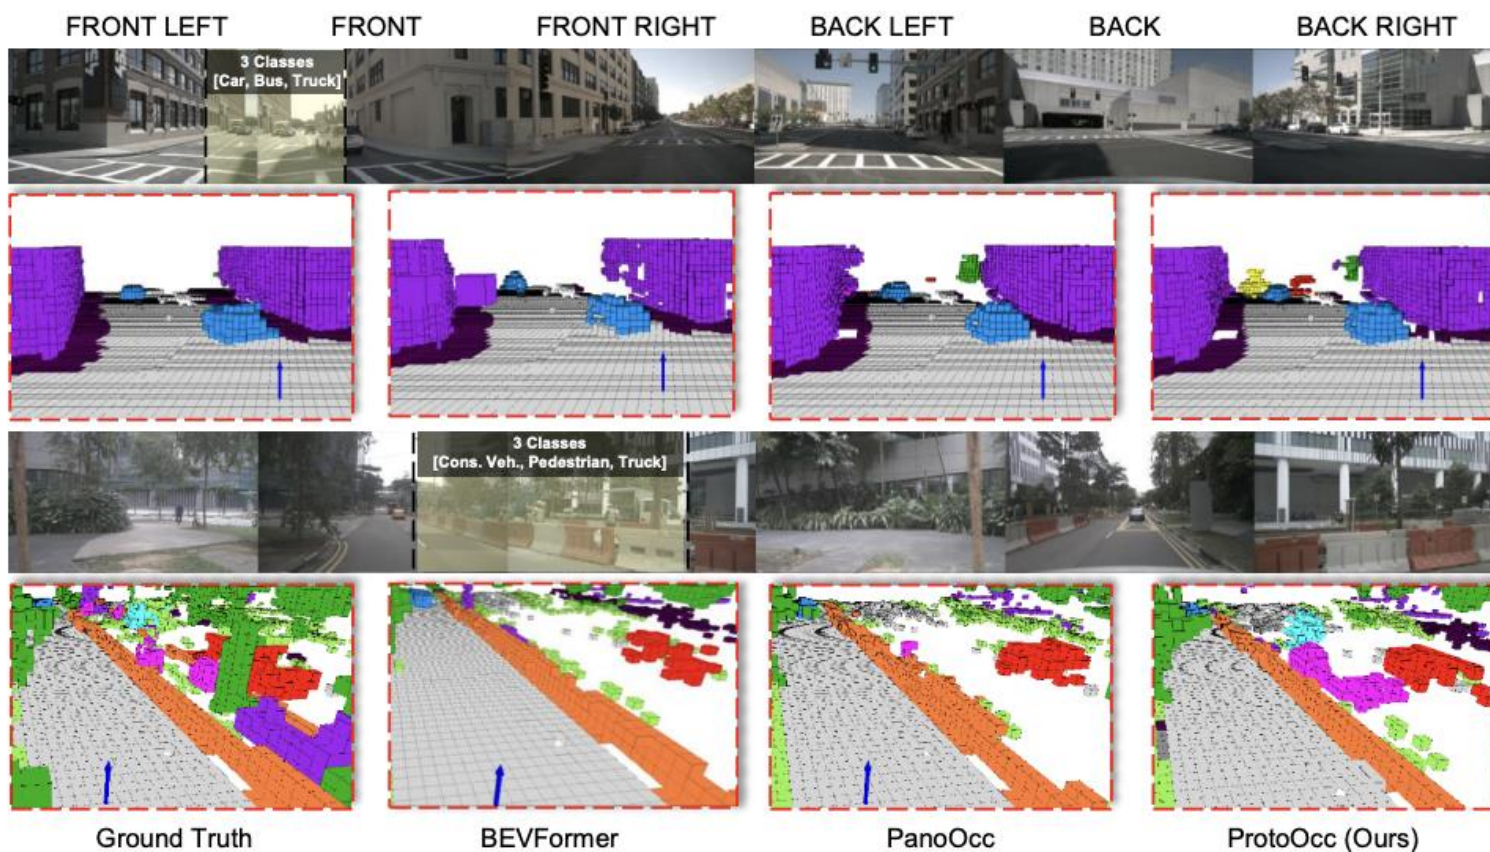 FRONT LEFT FRONT FRONT RIGHT BACK LEFT BACK BACK RIGHT
3 Classes
[Car, Bus, Truck]
3 Classes
[Cons. Veh., Pedestrian, Truck]
Ground Truth BEVFormer PanoOcc ProtoOcc (Ours)